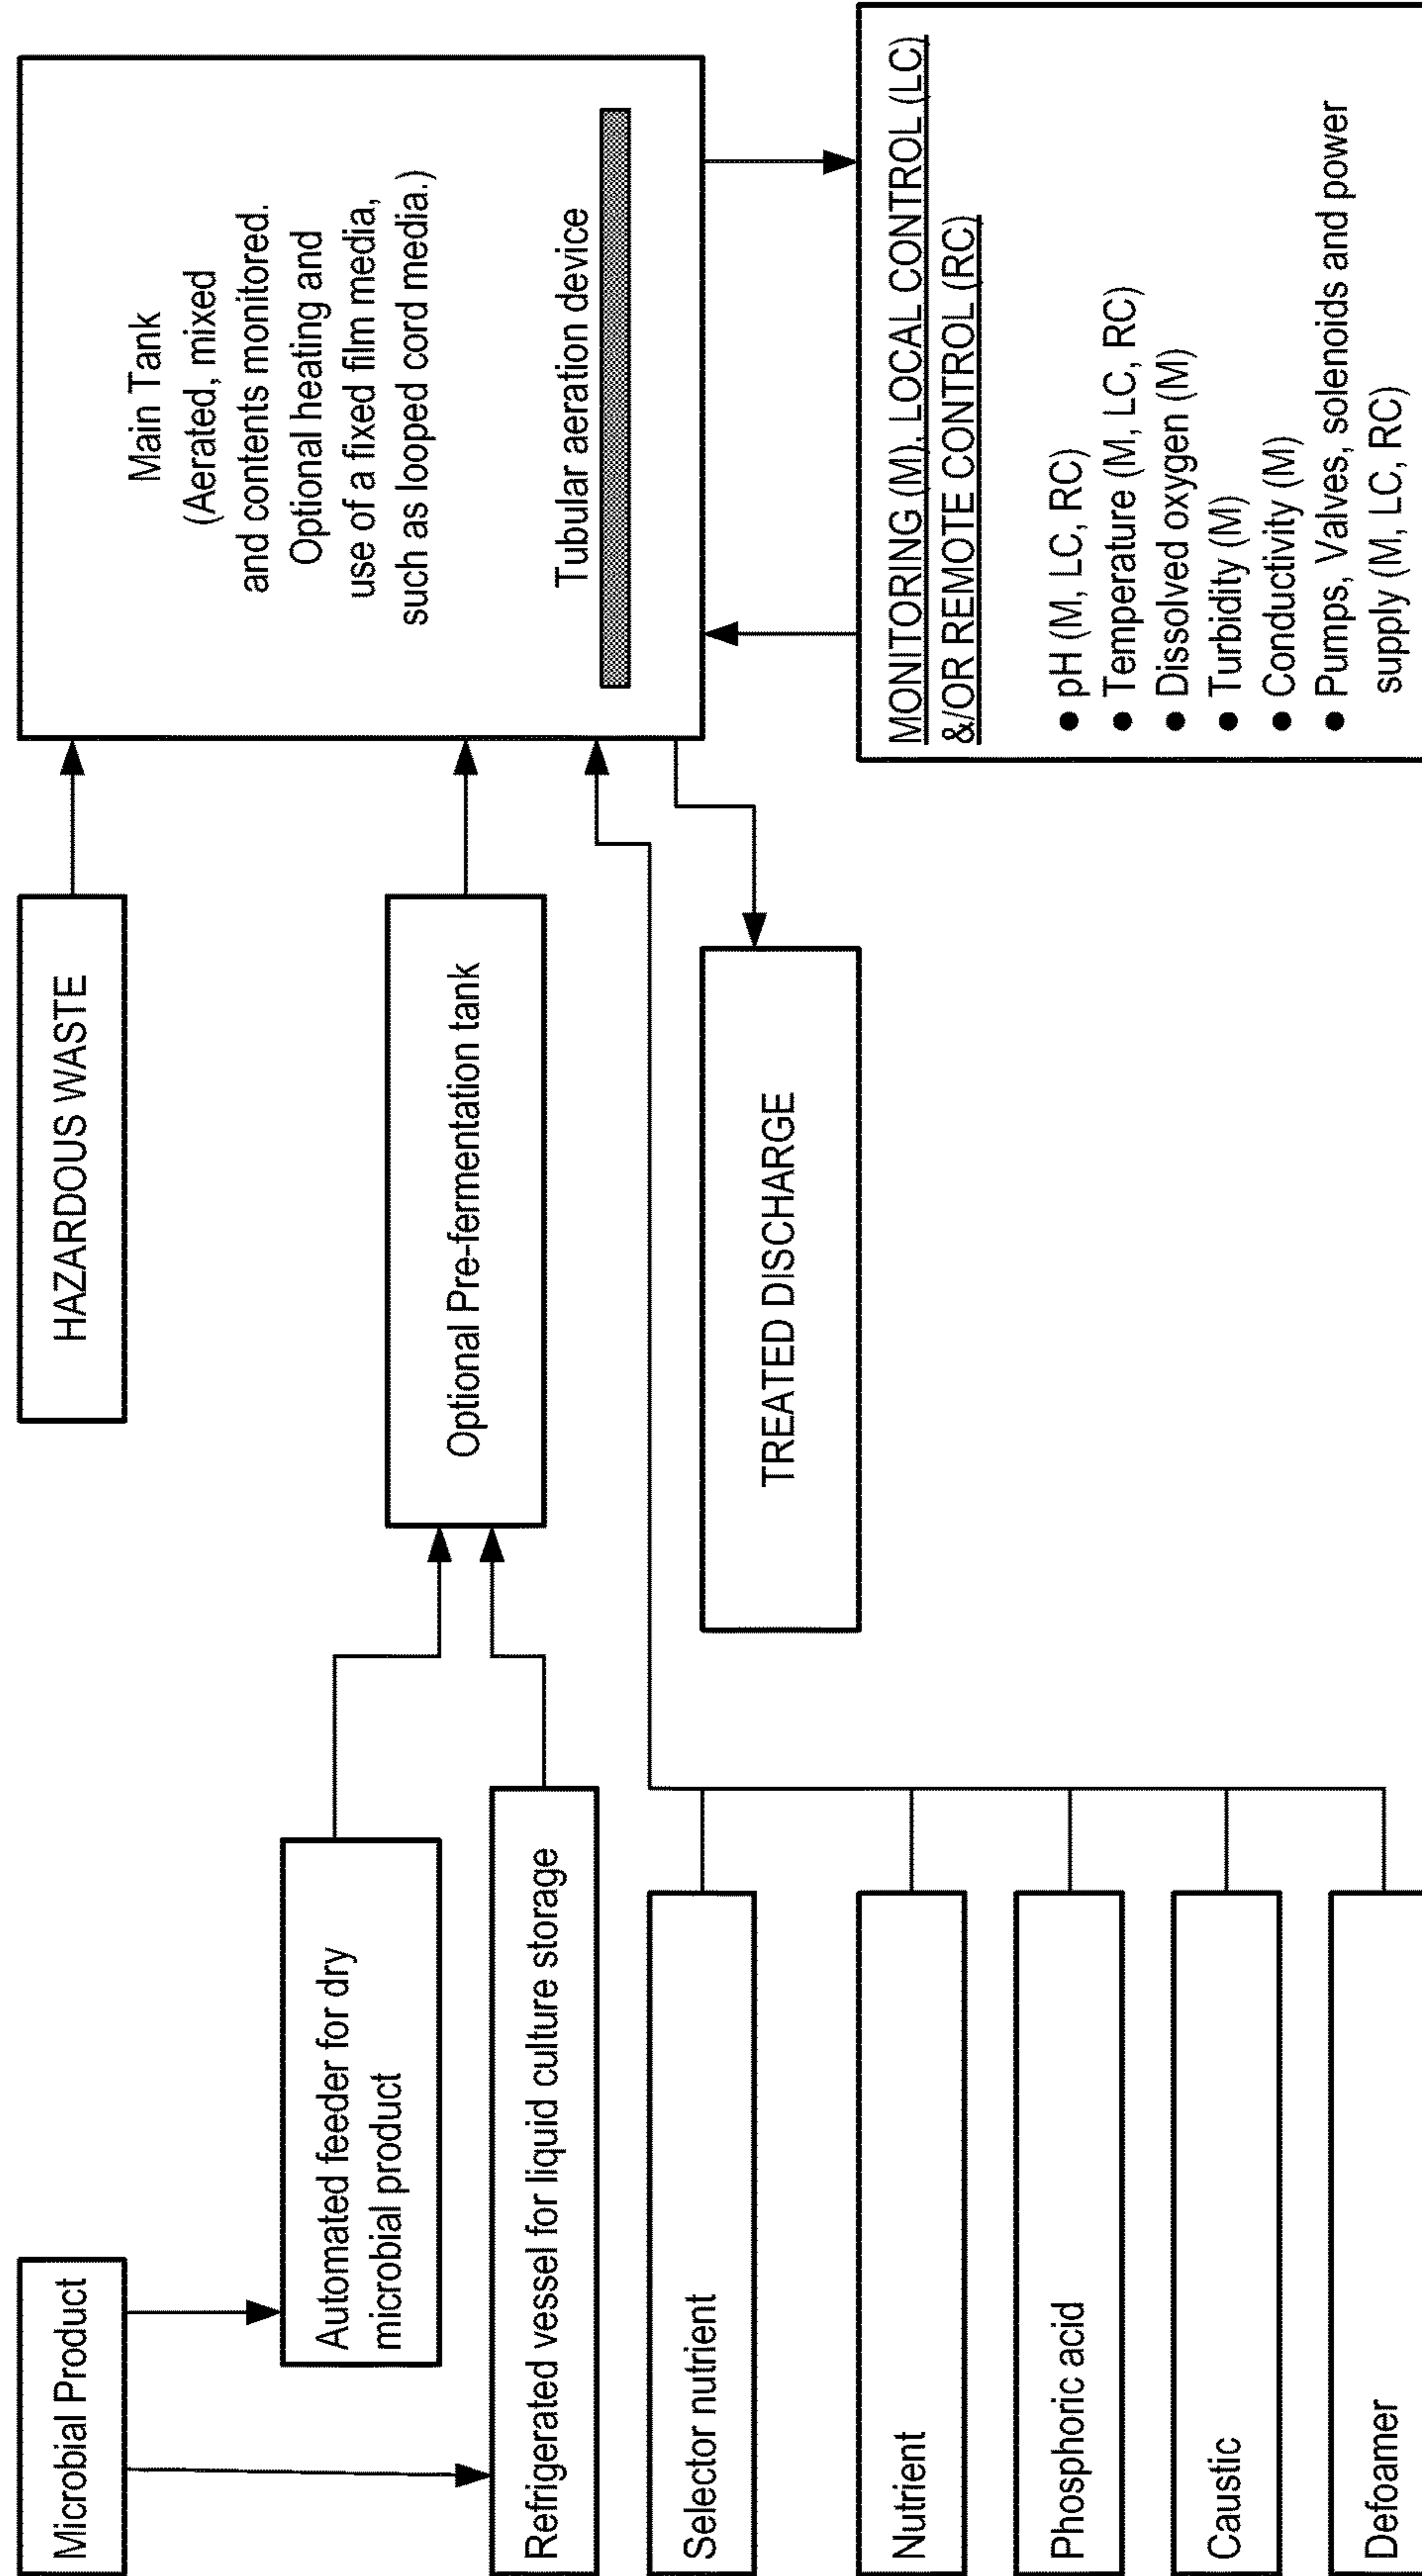 Microbial Product
Automated feeder for dry
microbial product
Refrigerated vessel for liquid culture storage
Selector nutrient
Nutrient
Phosphoric acid
Caustic
Defoamer
HAZARDOUS WASTE
Optional Pre-fermentation tank
TREATED DISCHARGE
Main Tank
(Aerated, mixed
and contents monitored.
Optional heating and
use of a fixed film media,
such as looped cord media.)
Tubular aeration device
MONITORING (M), LOCAL CONTROL (LC)
&/OR REMOTE CONTROL (RC)
● pH (M, LC, RC)
● Temperature (M, LC, RC)
● Dissolved oxygen (M)
● Turbidity (M)
● Conductivity (M)
● Pumps, Valves, solenoids and power
supply (M, LC, RC)